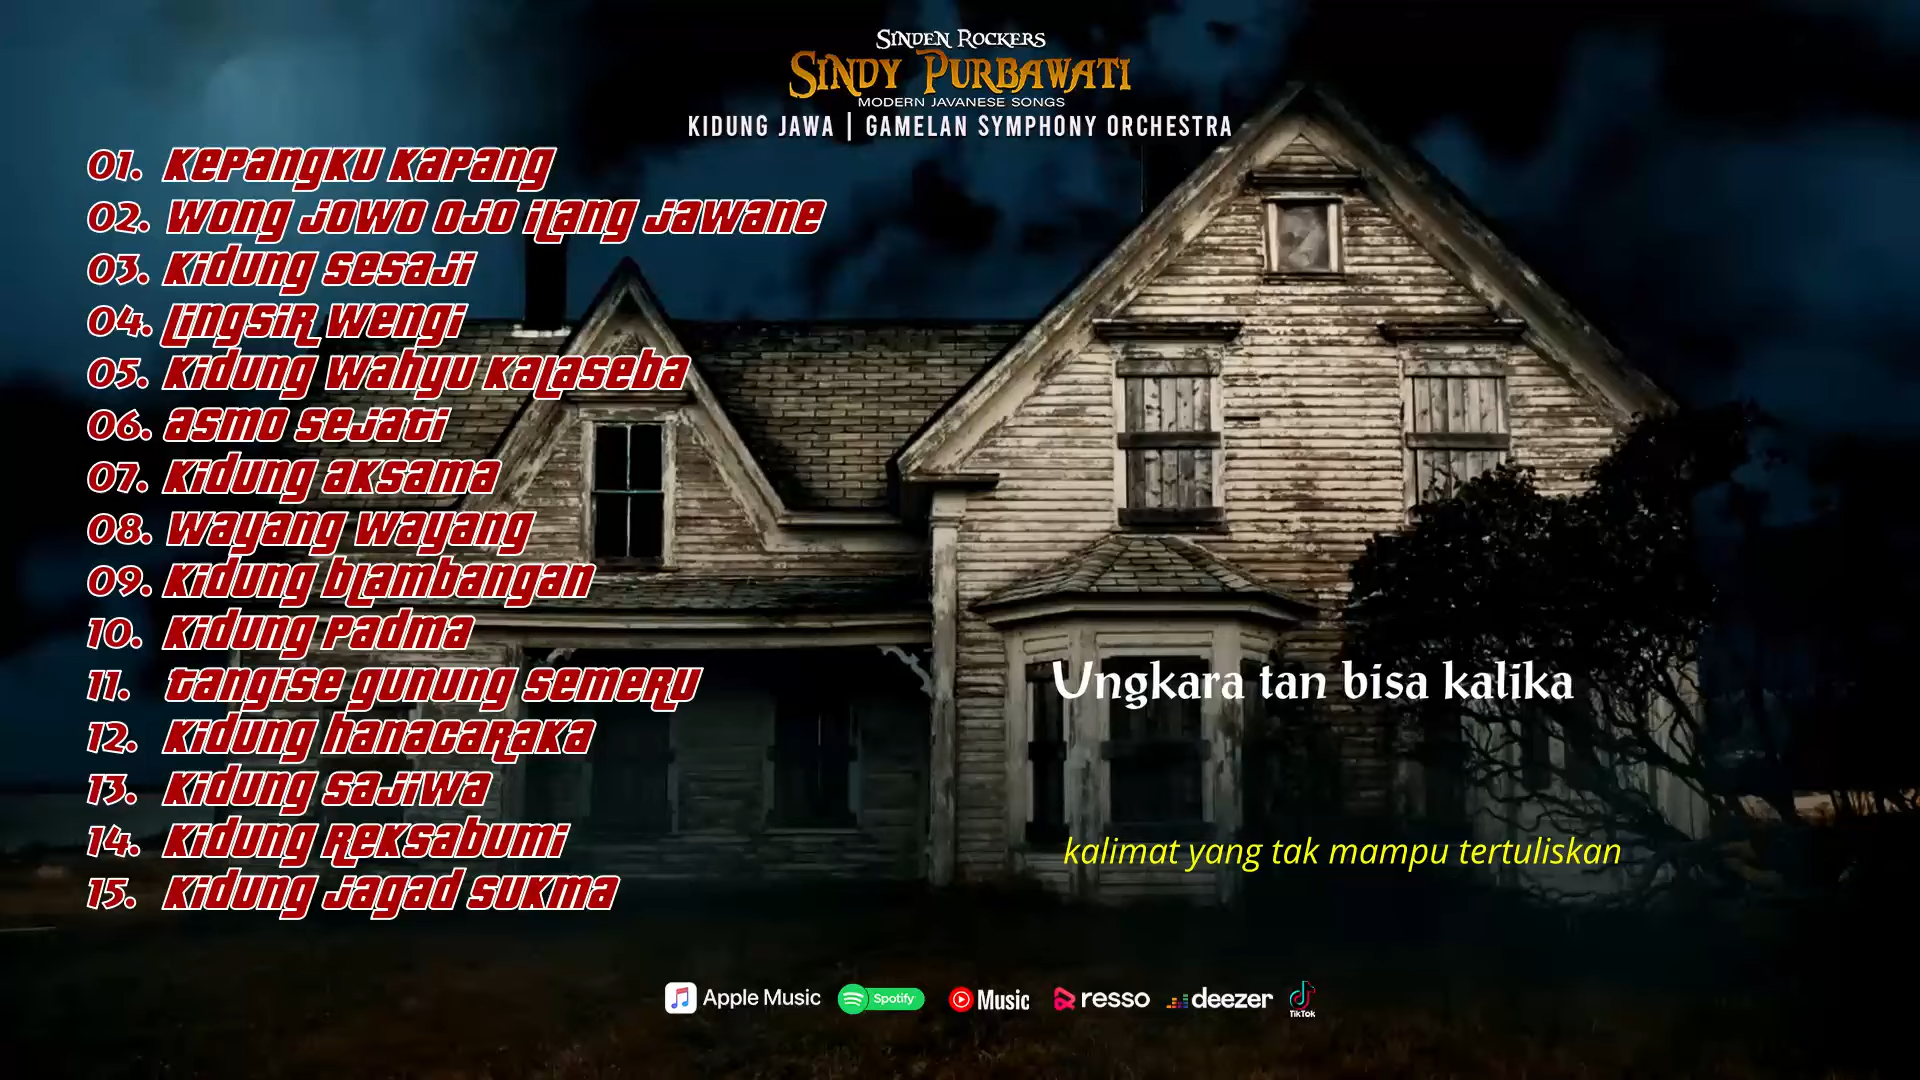 Sinden Rockers
Sindy Purbawati
MODERN JAVANESE SONGS
KIDUNG JAWA | GAMELAN SYMPHONY ORCHESTRA
01. Kepangku Kapang
02. Wong Jowo Ojo Ilang Jawane
03. Kidung Sesaji
04. Lingsir Wengi
05. Kidung Wahyu Kalaseba
06. Asmo Sejati
07. Kidung Aksama
08. Wayang Wayang
09. Kidung Blambangan
10. Kidung Padma
11. Tangise Gunung Semeru
12. Kidung Hanacaraka
13. Kidung Sajiwa
14. Kidung Reksabumi
15. Kidung Jagad Sukma
Ungkara tan bisa kalika
kalimat yang tak mampu tertuliskan
Apple Music Spotify Music resso deezer TikTok